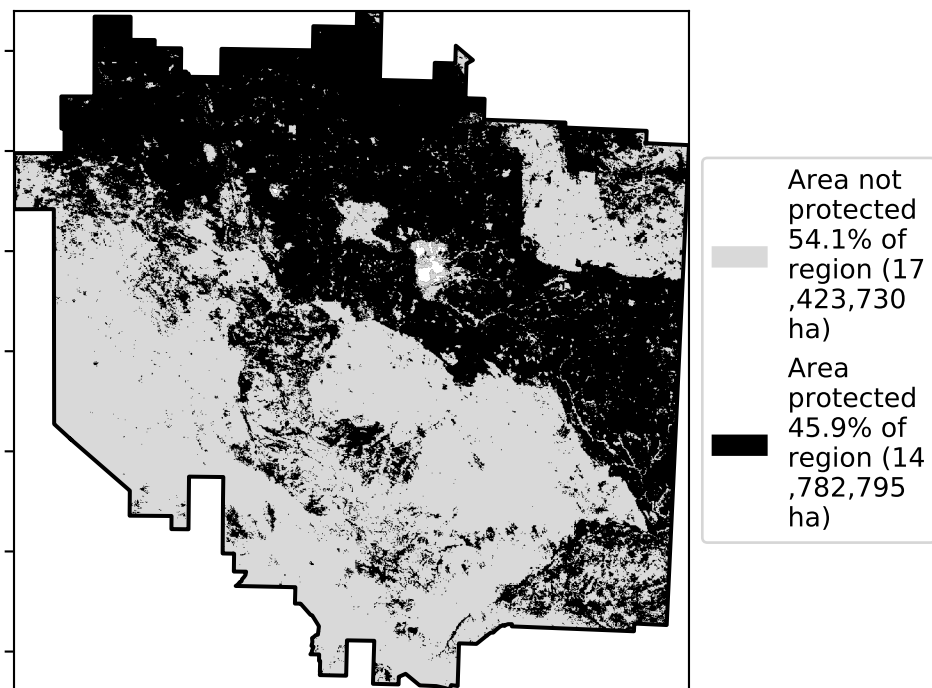 Area not
protected
54.1% of
region (17
,423,730
ha)
Area
protected
45.9% of
region (14
,782,795
ha)